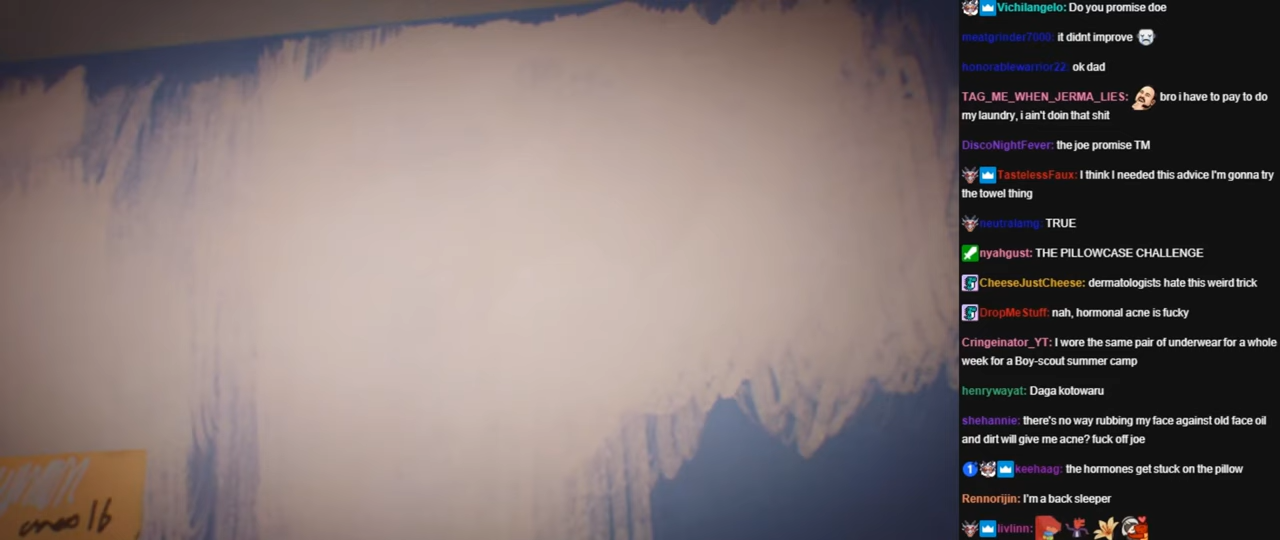 Vichilangelo: Do you promise doe
meatgrinder7000: it didnt improve
honorablewarrior22: ok dad
TAG_ME_WHEN_JERMA_LIES: bro i have to pay to do
my laundry, i ain't doin that shit
DiscoNightFever: the joe promise TM
TastelessFaux: I think I needed this advice I'm gonna try
the towel thing
neutralamg: TRUE
nyahgust: THE PILLOWCASE CHALLENGE
CheeseJustCheese: dermatologists hate this weird trick
DropMeStuff: nah, hormonal acne is fucky
Cringeinator_YT: I wore the same pair of underwear for a whole
week for a Boy-scout summer camp
henrywayat: Daga kotowaru
shehannie: there's no way rubbing my face against old face oil
and dirt will give me acne? fuck off joe
1 keehaag: the hormones get stuck on the pillow
Rennorijin: I'm a back sleeper
livlinn:
16